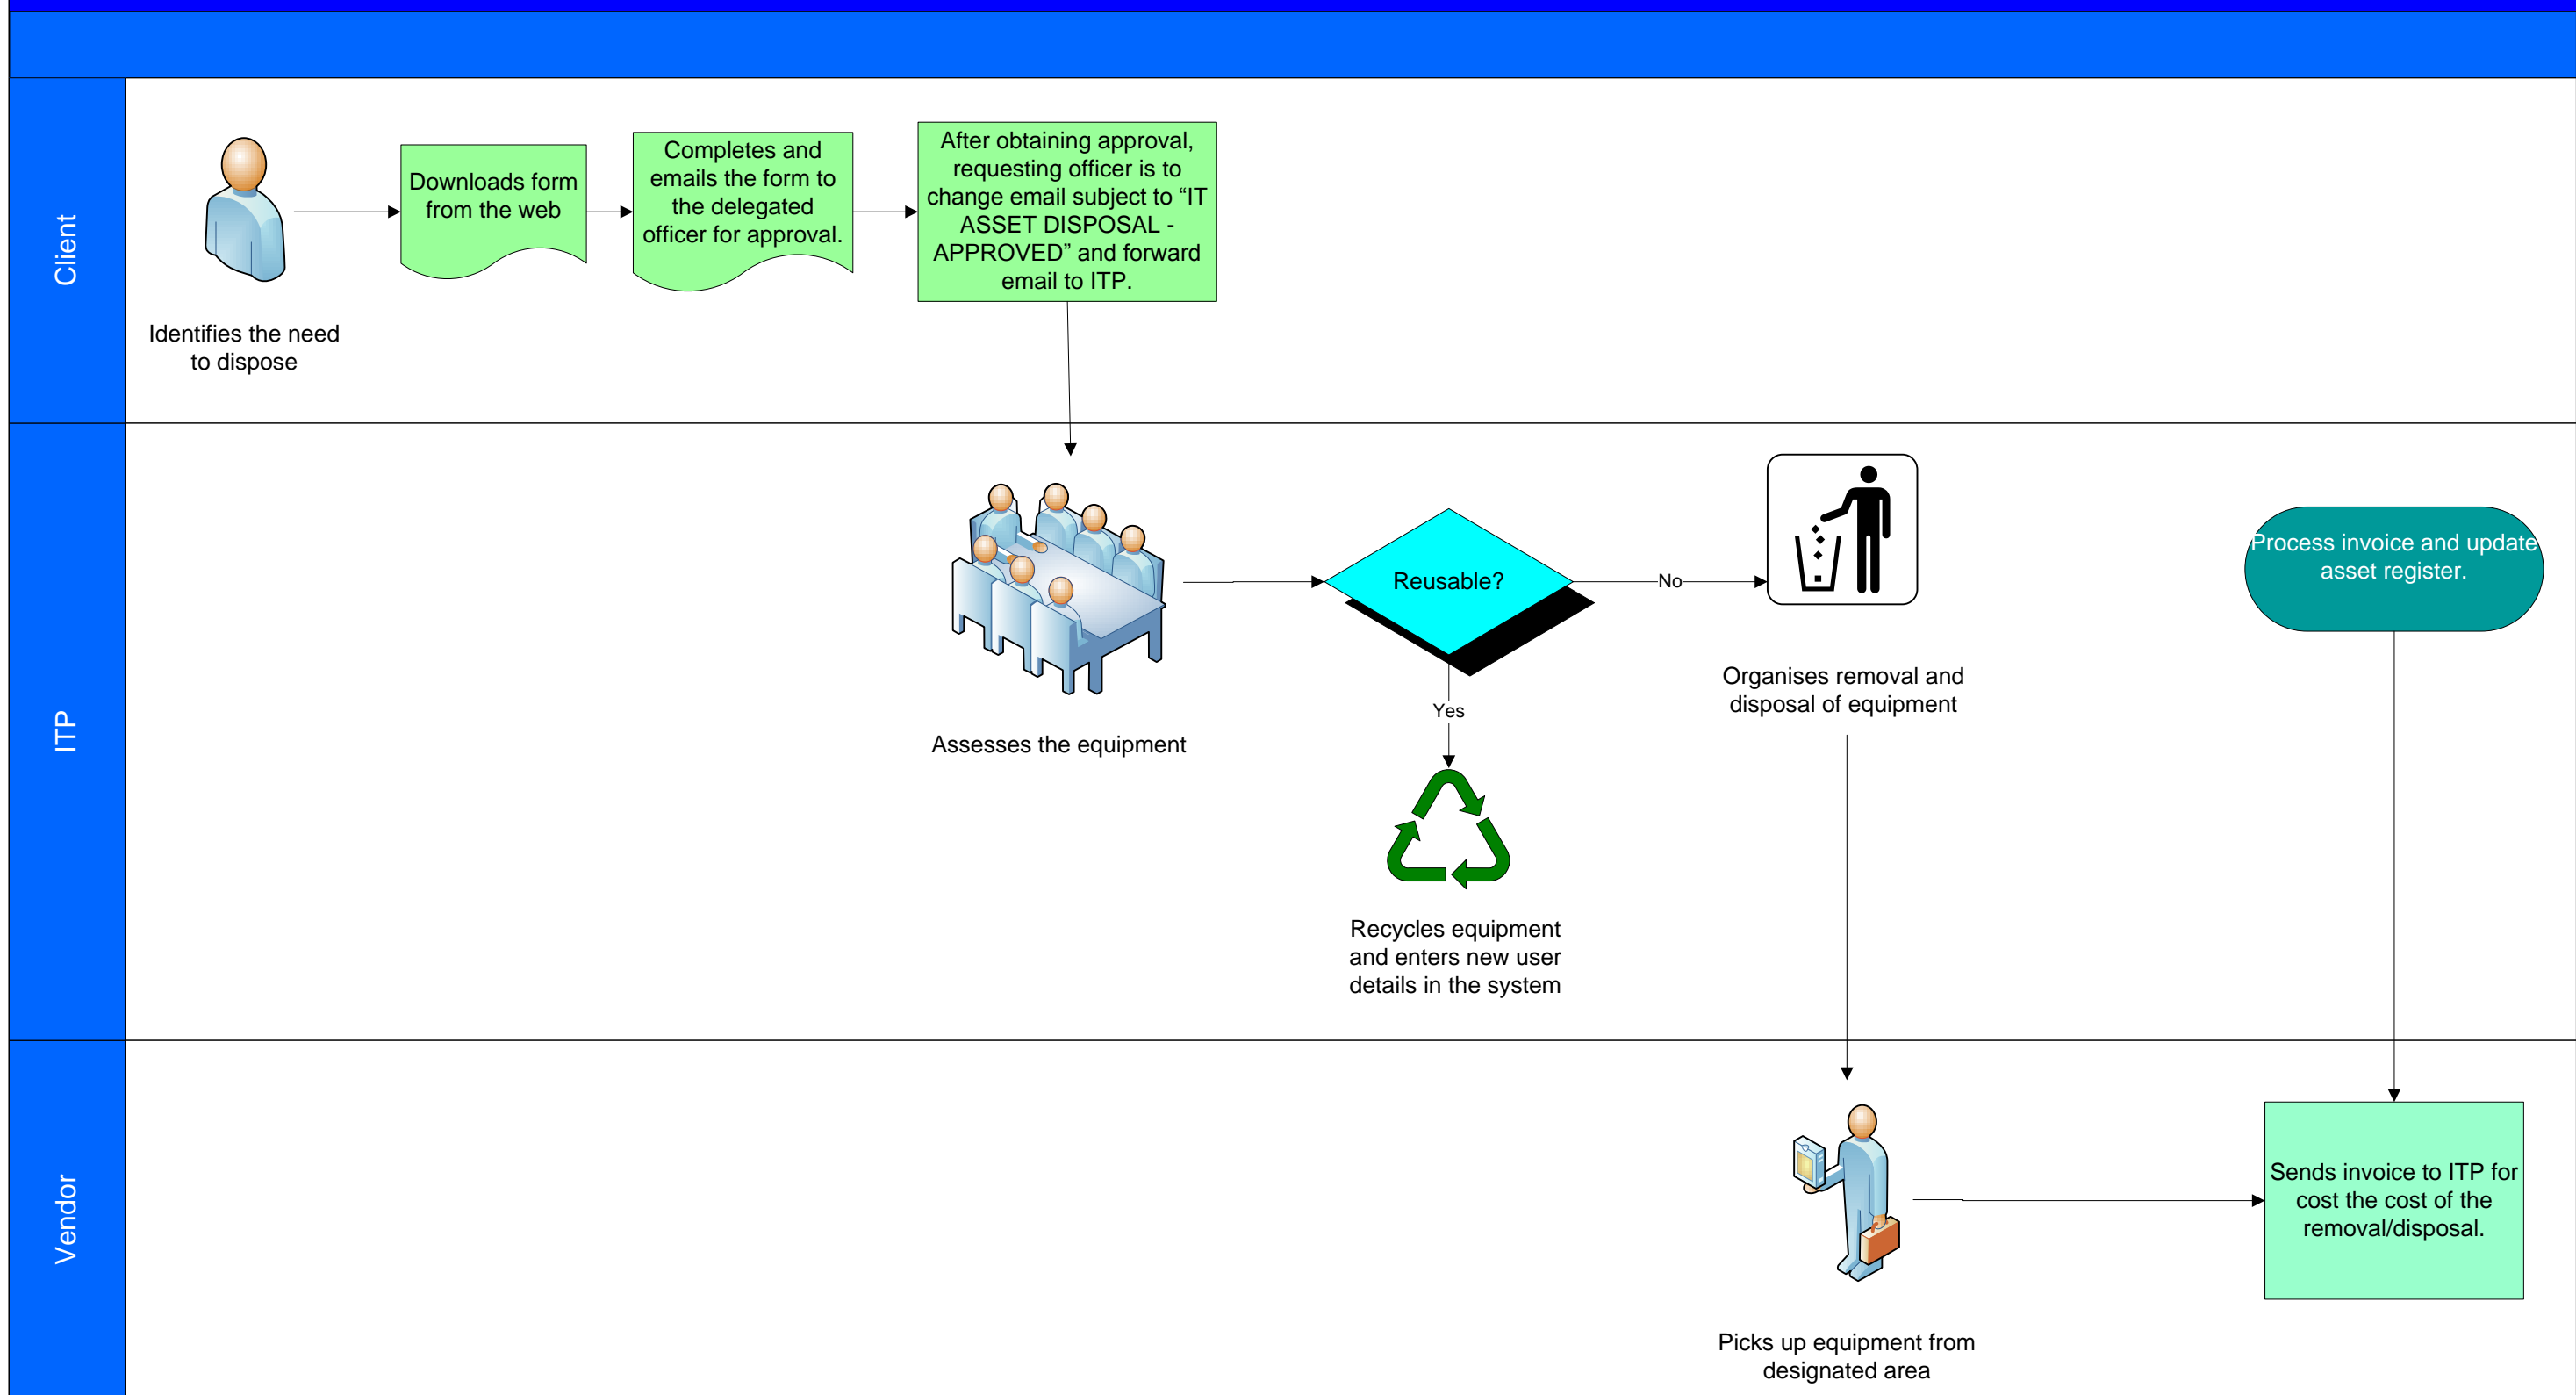 Client
Identifies the need
to dispose
Downloads form
from the web
Completes and
emails the form to
the delegated
officer for approval.
After obtaining approval,
requesting officer is to
change email subject to “IT
ASSET DISPOSAL -
APPROVED” and forward
email to ITP.
ITP
Assesses the equipment
Reusable?
No
Yes
Recycles equipment
and enters new user
details in the system
Organises removal and
disposal of equipment
Process invoice and update
asset register.
Vendor
Picks up equipment from
designated area
Sends invoice to ITP for
cost the cost of the
removal/disposal.